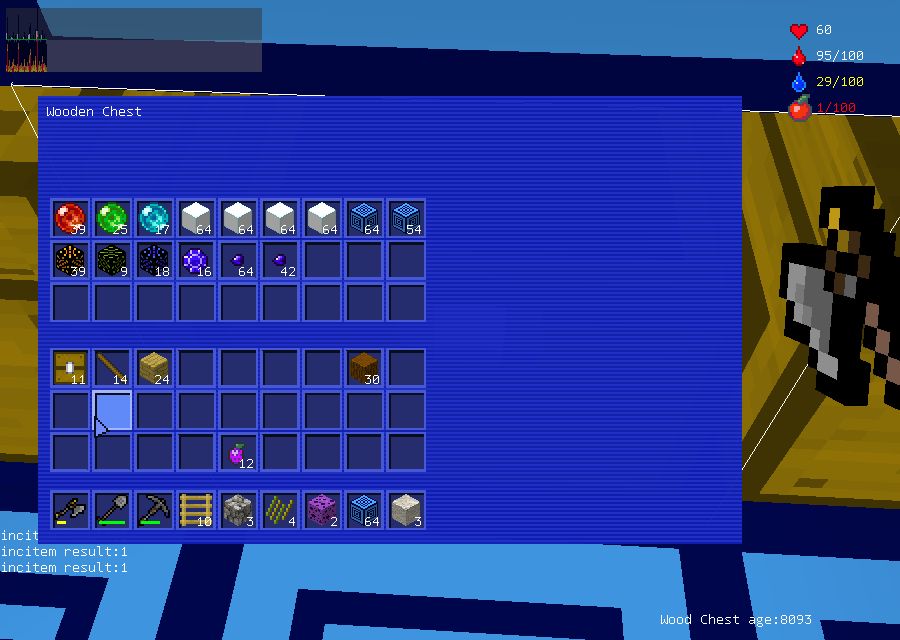 60
95/100
29/100
1/100
Wooden Chest
39 25 17 64 64 64 64 64 54
39 9 18 16 64 42
11 14 24 30
12
10 3 4 2 64 3
incit
incitem result:1
incitem result:1
Wood Chest age:8093